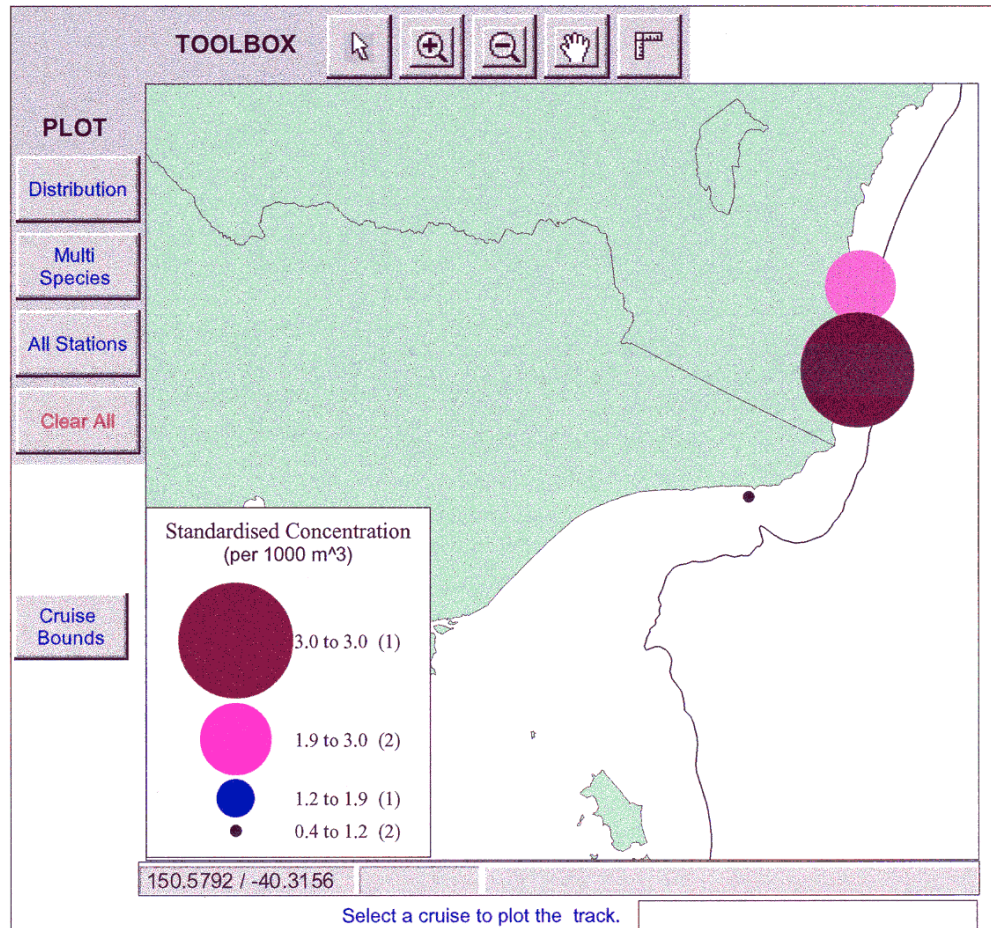 TOOLBOX
PLOT
Distribution
Multi
Species
All Stations
Clear All
Cruise
Bounds
Standardised Concentration
(per 1000 m^3)
3.0 to 3.0 (1)
1.9 to 3.0 (2)
1.2 to 1.9 (1)
0.4 to 1.2 (2)
150.5792 / -40.3156
Select a cruise to plot the track.